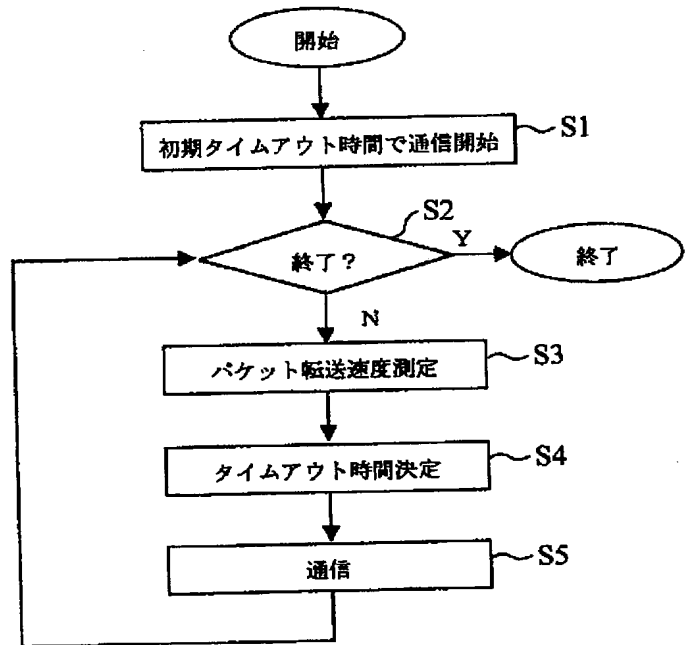 開始
初期タイムアウト時間で通信開始
S1
S2
終了?
Y
終了
N
パケット転送速度測定
S3
タイムアウト時間決定
S4
通信
S5